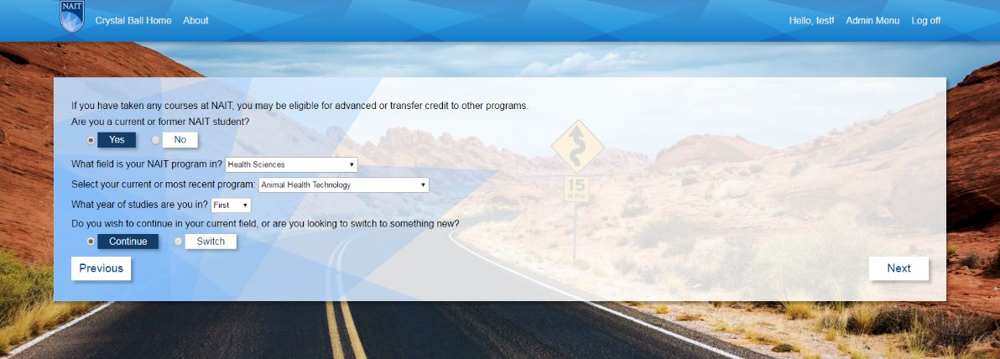 NAIT
Crystal Ball Home About Hello, test! Admin Menu Log off
If you have taken any courses at NAIT, you may be eligible for advanced or transfer credit to other programs.
Are you a current or former NAIT student?
Yes No
What field is your NAIT program in? Health Sciences
Select your current or most recent program: Animal Health Technology
What year of studies are you in? First
15
MPH
Do you wish to continue in your current field, or are you looking to switch to something new?
Continue Switch
Previous Next